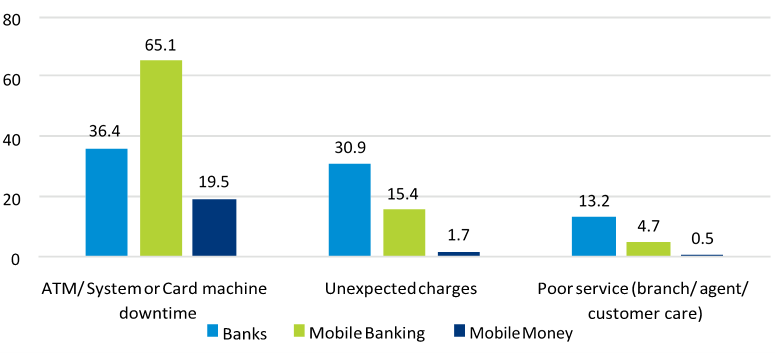 80
65.1
60
36.4
40
30.9
19.5
15.4
20
13.2
4.7
1.7
0.5
0
ATM/ System or Card machine downtime
Unexpected charges
Poor service (branch/ agent/ customer care)
Banks
Mobile Banking
Mobile Money